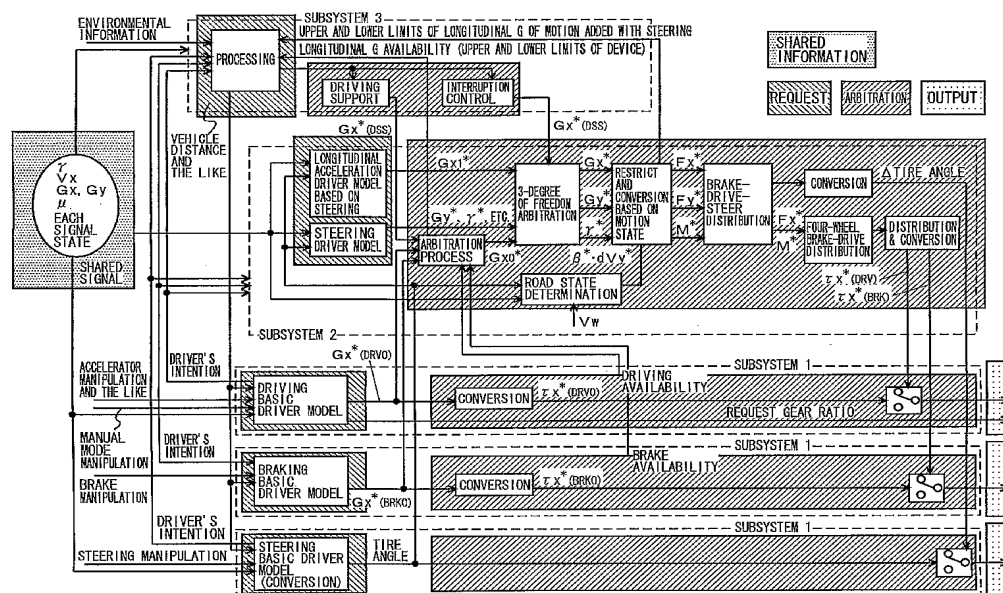 SUBSYSTEM 3
ENVIRONMENTAL
INFORMATION
UPPER AND LOWER LIMITS OF LONGITUDINAL G OF MOTION ADDED WITH STEERING
LONGITUDINAL G AVAILABILITY (UPPER AND LOWER LIMITS OF DEVICE)
PROCESSING
DRIVING
SUPPORT
INTERRUPTION
CONTROL
SHARED
INFORMATION
REQUEST
ARBITRATION
OUTPUT
VEHICLE
DISTANCE
AND THE
LIKE
Gx*(DSS)
Gx*(DSS)
γ
Vx
Gx, Gy
μ
EACH
SIGNAL
STATE
SHARED
SIGNAL
LONGITUDINAL
ACCELERATION
DRIVER MODEL
BASED ON
STEERING
STEERING
DRIVER MODEL
Gx1*
Gy*, γ* ETC.
ARBITRATION
PROCESS
Gx0*
3-DEGREE
OF FREEDOM
ARBITRATION
Gx*
Gy*
γ*
RESTRICT
AND
CONVERSION
BASED ON
MOTION
STATE
Fx*
Fy*
M*
BRAKE-
DRIVE-
STEER
DISTRIBUTION
CONVERSION
Δ TIRE ANGLE
Fx*
M*
FOUR-WHEEL
BRAKE-DRIVE
DISTRIBUTION
DISTRIBUTION
& CONVERSION
β*·dVy*
ROAD STATE
DETERMINATION
Vw
τx*(DRV)
τx*(BRK)
SUBSYSTEM 2
SUBSYSTEM 1
Gx*(DRV0)
DRIVER'S
INTENTION
ACCELERATOR
MANIPULATION
AND THE LIKE
DRIVING
BASIC
DRIVER MODEL
CONVERSION
τx*(DRV0)
DRIVING
AVAILABILITY
REQUEST GEAR RATIO
MANUAL
MODE
MANIPULATION
DRIVER'S
INTENTION
SUBSYSTEM 1
BRAKE
MANIPULATION
BRAKING
BASIC
DRIVER MODEL
Gx*(BRK0)
CONVERSION
τx*(BRK0)
BRAKE
AVAILABILITY
DRIVER'S
INTENTION
SUBSYSTEM 1
STEERING MANIPULATION
STEERING
BASIC DRIVER
MODEL
(CONVERSION)
TIRE
ANGLE